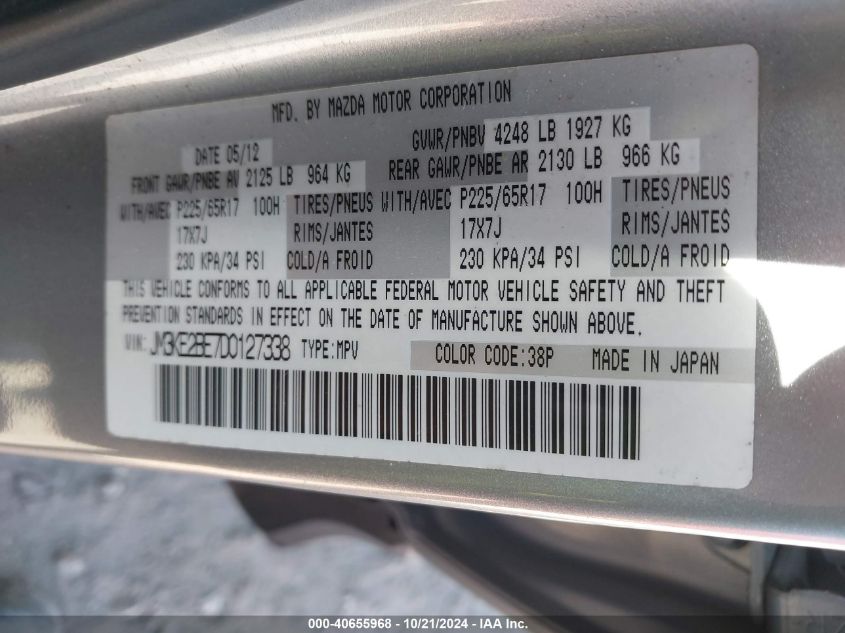 MFD. BY MAZDA MOTOR CORPORATION
DATE 05/12 GVWR/PNBV 4248 LB 1927 KG
FRONT GAWR/PNBE AV 2125 LB 964 KG REAR GAWR/PNBE AR 2130 LB 966 KG
WITH/AVEC P225/65R17 100H TIRES/PNEUS WITH/AVEC P225/65R17 100H TIRES/PNEUS
17X7J RIMS/JANTES 17X7J RIMS/JANTES
230 KPA/34 PSI COLD/A FROID 230 KPA/34 PSI COLD/A FROID
THIS VEHICLE CONFORMS TO ALL APPLICABLE FEDERAL MOTOR VEHICLE SAFETY AND THEFT
PREVENTION STANDARDS IN EFFECT ON THE DATE OF MANUFACTURE SHOWN ABOVE.
VIN: JM3KE2BE7D0127338 TYPE:MPV COLOR CODE:38P MADE IN JAPAN
000-40655968 - 10/21/2024 - IAA Inc.